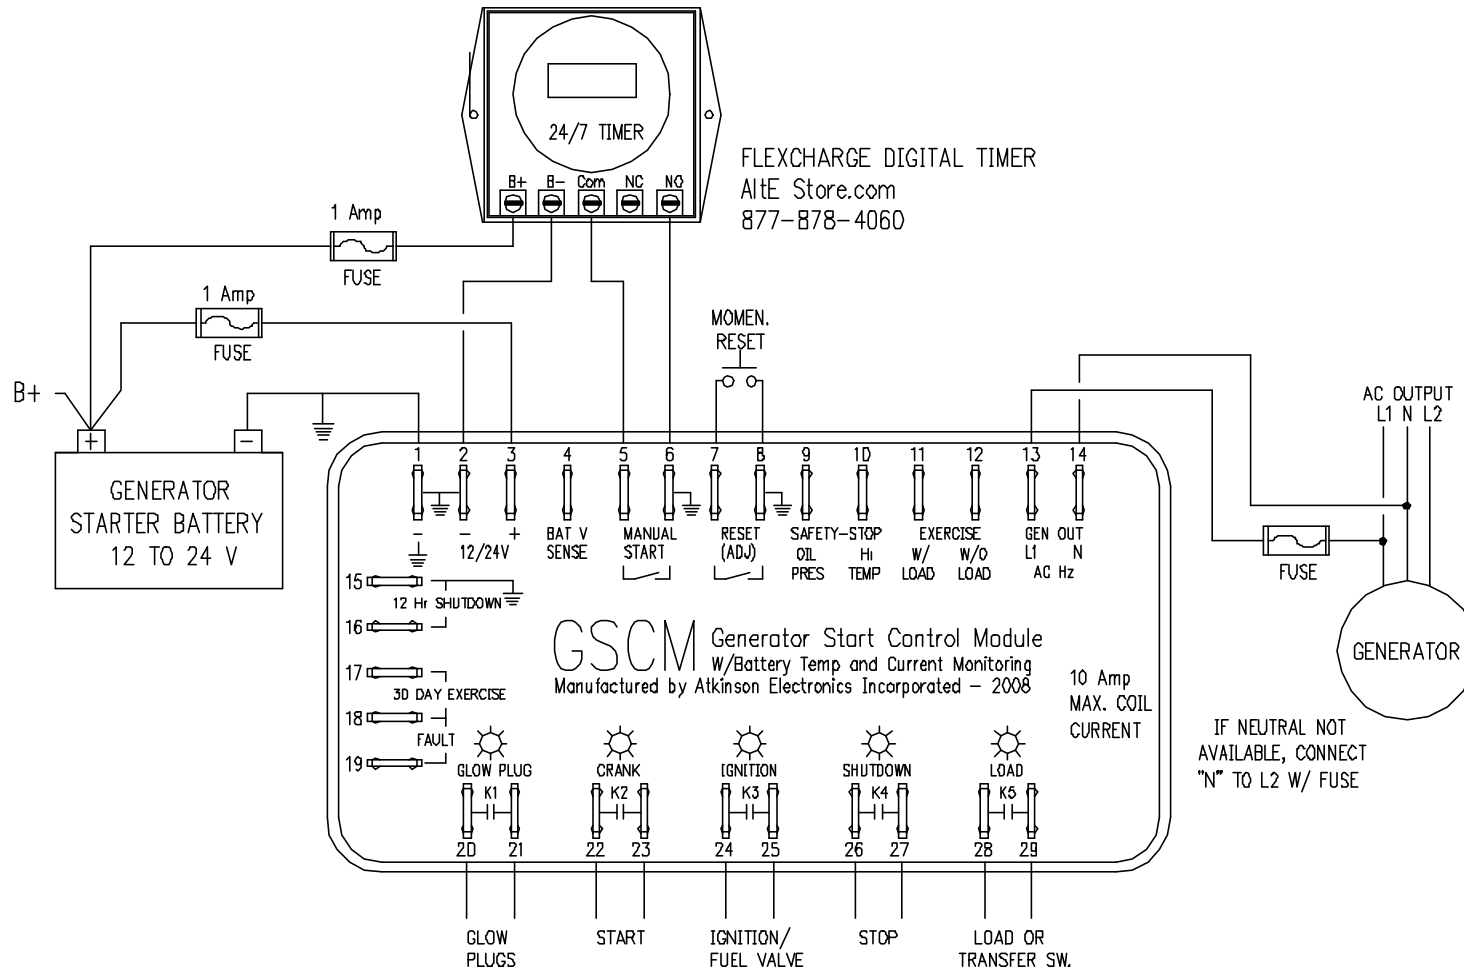 24/7 TIMER
B+ B- Com NC NO
FLEXCHARGE DIGITAL TIMER
AltE Store.com
877-878-4060
1 Amp
FUSE
1 Amp
FUSE
MOMEN.
RESET
B+
+ -
GENERATOR
STARTER BATTERY
12 TO 24 V
AC OUTPUT
L1 N L2
1 2 3 4 5 6 7 8 9 10 11 12 13 14
- - +
12/24V
BAT V
SENSE
MANUAL
START
RESET
(ADJ)
SAFETY-STOP
OIL
PRES
Hi
TEMP
EXERCISE
W/
LOAD
W/O
LOAD
GEN OUT
L1 N
AC Hz
FUSE
15
12 Hr SHUTDOWN
16
17
30 DAY EXERCISE
18
FAULT
19
GSCM Generator Start Control Module
W/Battery Temp and Current Monitoring
Manufactured by Atkinson Electronics Incorporated - 2008
10 Amp
MAX. COIL
CURRENT
GENERATOR
IF NEUTRAL NOT
AVAILABLE, CONNECT
"N" TO L2 W/ FUSE
GLOW PLUG CRANK IGNITION SHUTDOWN LOAD
K1 K2 K3 K4 K5
20 21 22 23 24 25 26 27 28 29
GLOW
PLUGS
START
IGNITION/
FUEL VALVE
STOP
LOAD OR
TRANSFER SW.